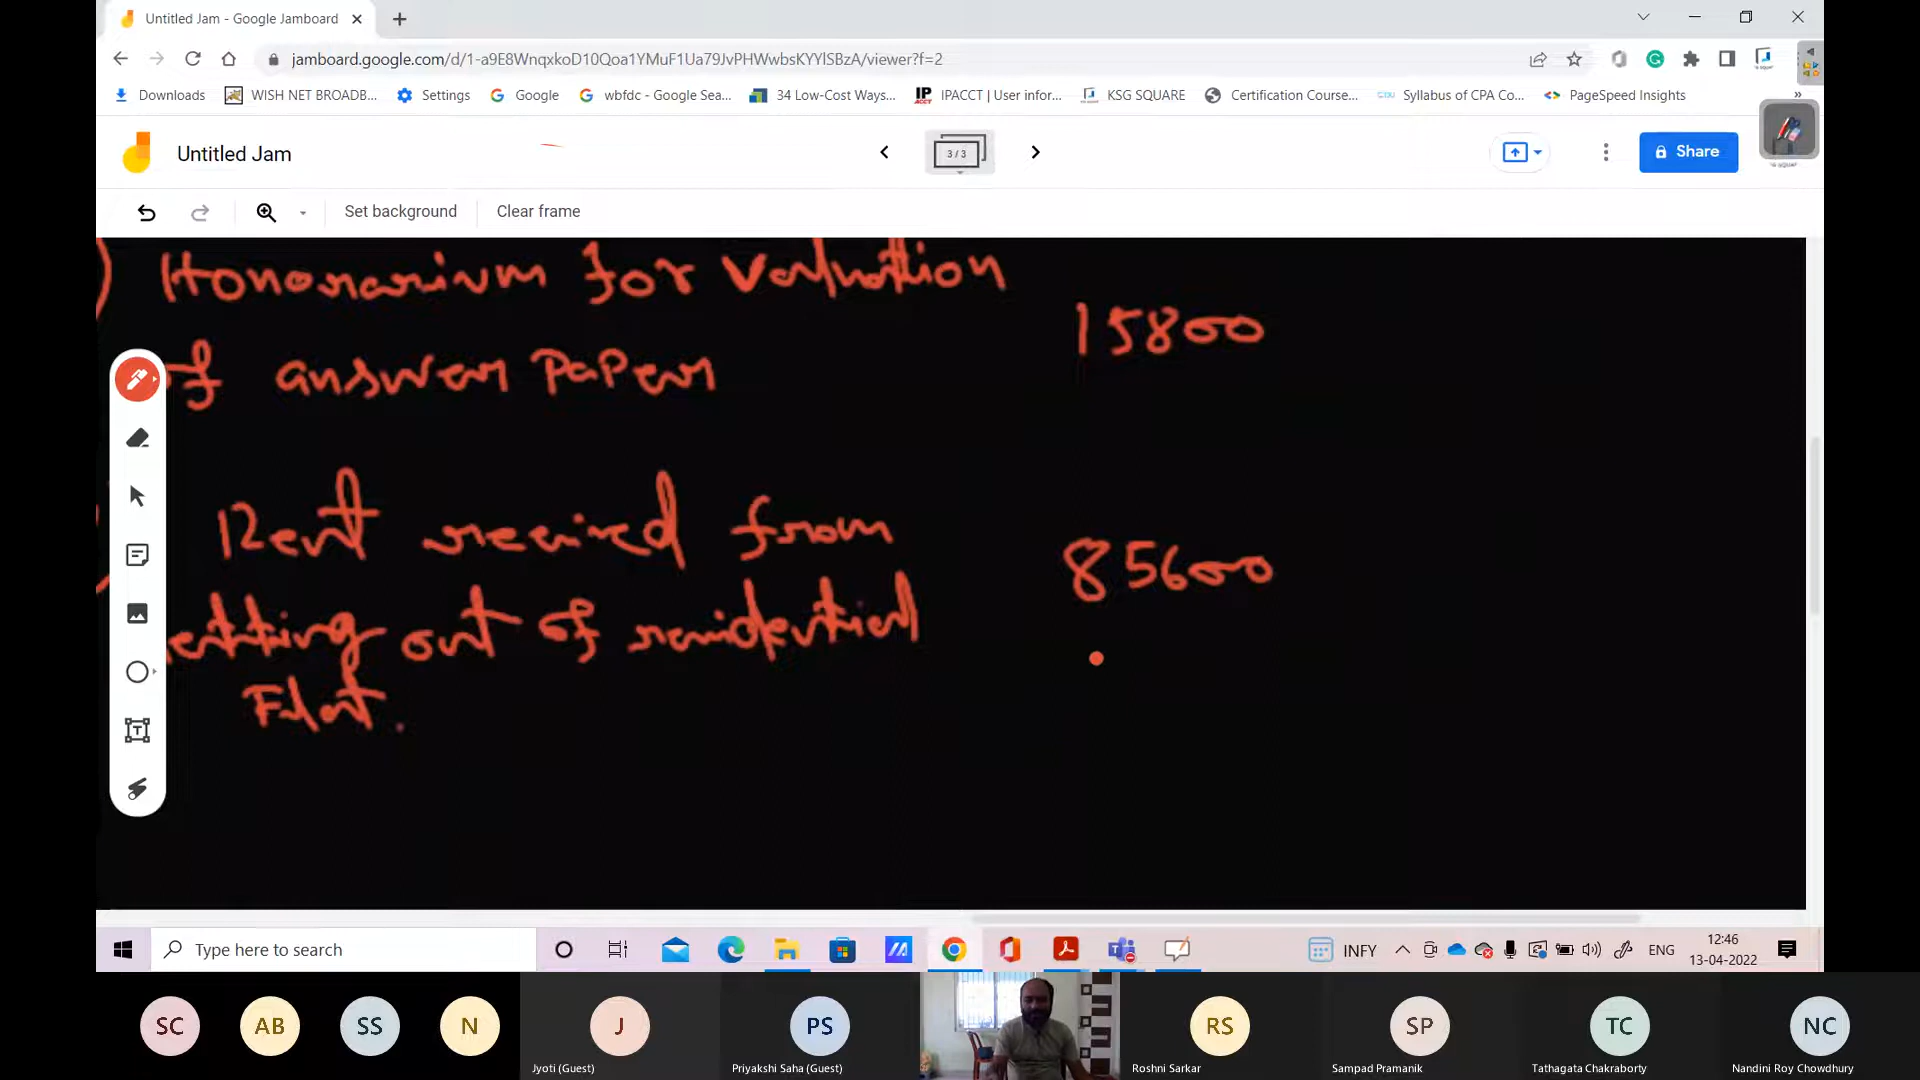 Untitled Jam - Google Jamboard
jamboard.google.com/d/1-a9E8WnqxkoD10Qoa1YMuF1Ua79JvPHWwbsKYYlSBzA/viewer?f=2
Downloads WISH NET BROADB... Settings Google wbfdc - Google Sea... 34 Low-Cost Ways... IPACCT | User infor... KSG SQUARE Certification Course... Syllabus of CPA Co... PageSpeed Insights »
Untitled Jam
3 / 3
Share
Set background Clear frame
) Honorarium for Valuation
of answer Paper 15800
Rent received from 85600
letting out of residential
Flat.
Type here to search
INFY
ENG
12:46
13-04-2022
SC AB SS N J PS RS SP TC NC
Jyoti (Guest) Priyakshi Saha (Guest) Roshni Sarkar Sampad Pramanik Tathagata Chakraborty Nandini Roy Chowdhury